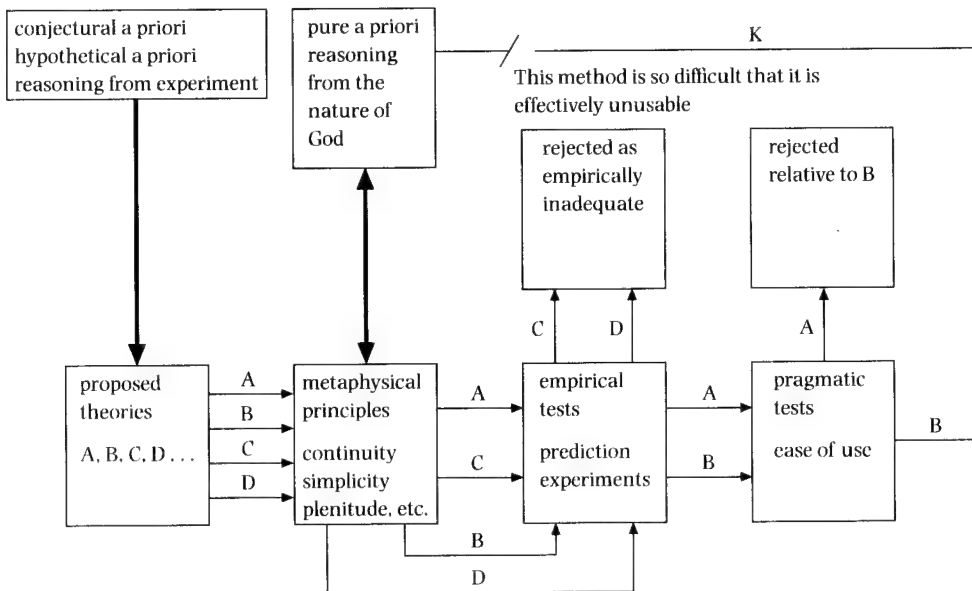 conjectural a priori
hypothetical a priori
reasoning from experiment
pure a priori
reasoning
from the
nature of
God
K
This method is so difficult that it is
effectively unusable
rejected as
empirically
inadequate
rejected
relative to B
C
D
A
proposed
theories
A, B, C, D . . .
A
B
C
D
metaphysical
principles
continuity
simplicity
plenitude, etc.
A
C
B
D
empirical
tests
prediction
experiments
A
B
pragmatic
tests
ease of use
B